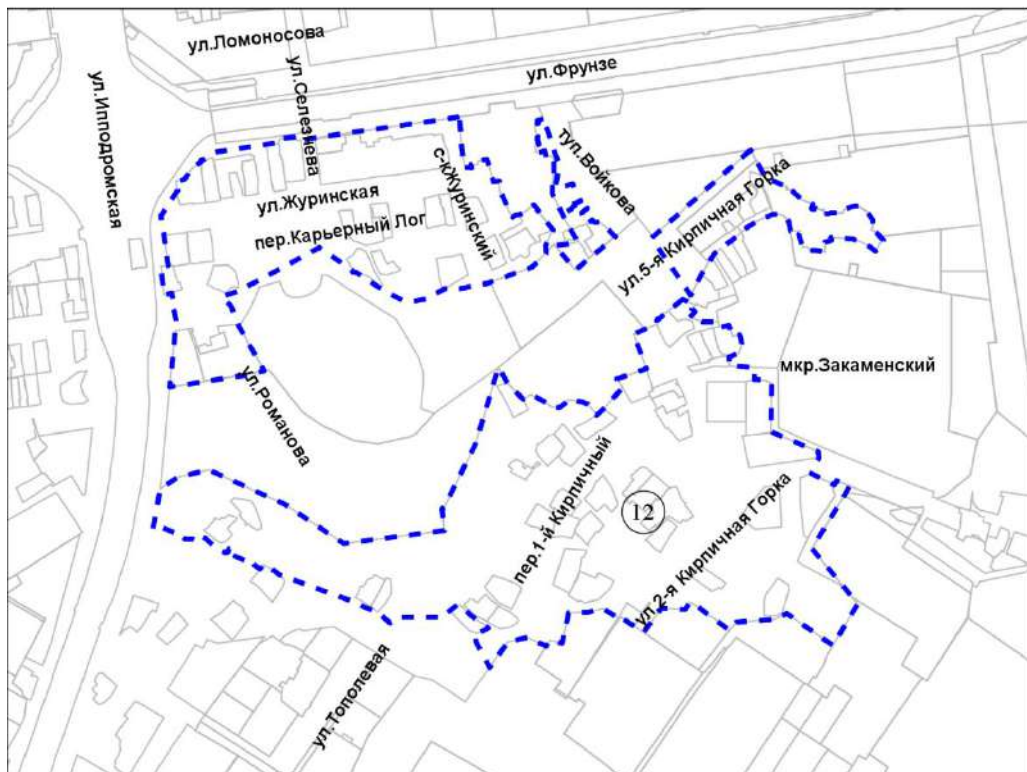 ул.Ломоносова
ул.Фрунзе
ул.Селезнева
ул.Ипподромская
туп.Войкова
с-кЖуринский
ул.Журинская
пер.Карьерный Лог
ул.5-я Кирпичная Горка
мкр.Закаменский
ул.Романова
пер.1-й Кирпичный
12
ул.2-я Кирпичная Горка
ул.Тополевая